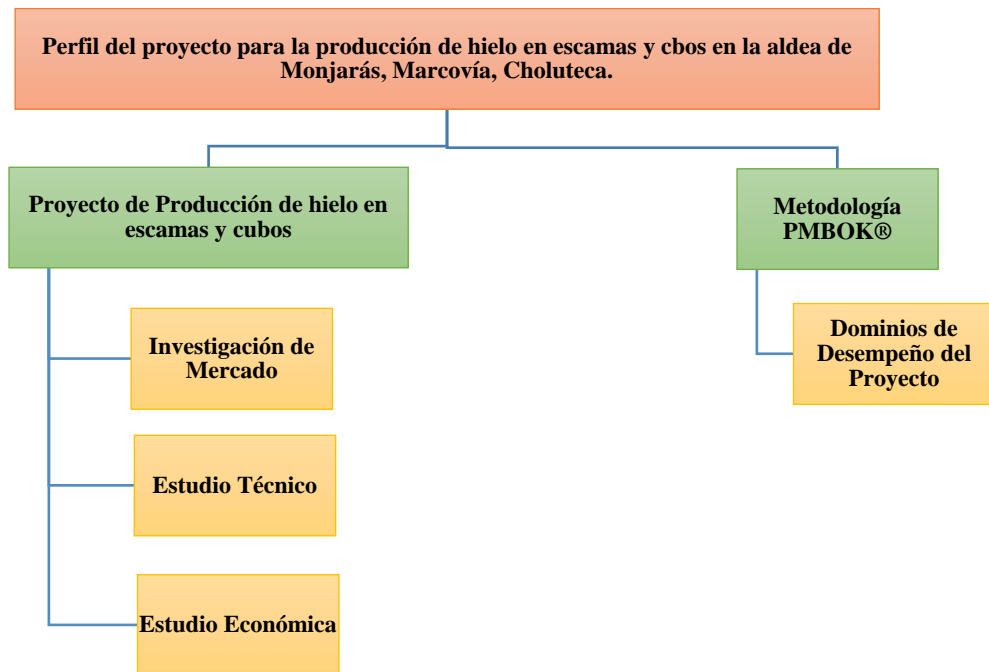 Perfil del proyecto para la producción de hielo en escamas y cbos en la aldea de
Monjarás, Marcovía, Choluteca.
Proyecto de Producción de hielo en
escamas y cubos
Metodología
PMBOK®
Investigación de
Mercado
Dominios de
Desempeño del
Proyecto
Estudio Técnico
Estudio Económica